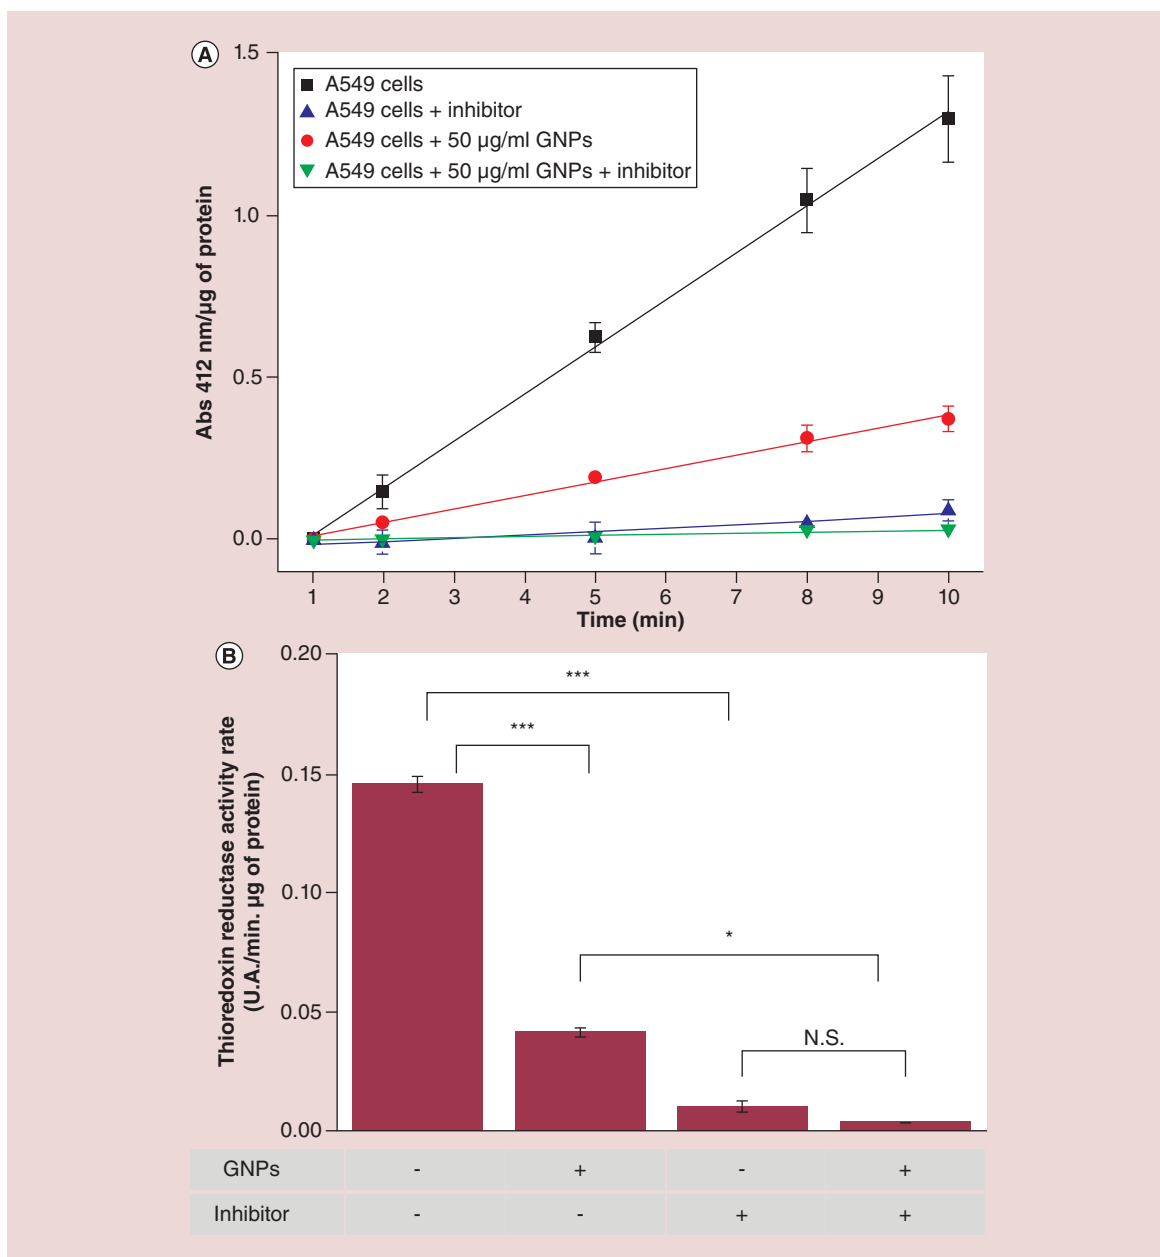 A
1.5
1.0
0.5
0.0
Abs 412 nm/µg of protein
A549 cells
A549 cells + inhibitor
A549 cells + 50 µg/ml GNPs
A549 cells + 50 µg/ml GNPs + inhibitor
1 2 3 4 5 6 7 8 9 10
Time (min)
B
0.20
0.15
0.10
0.05
0.00
Thioredoxin reductase activity rate
(U.A./min. µg of protein)
***
***
*
N.S.
GNPs - + - +
Inhibitor - - + +